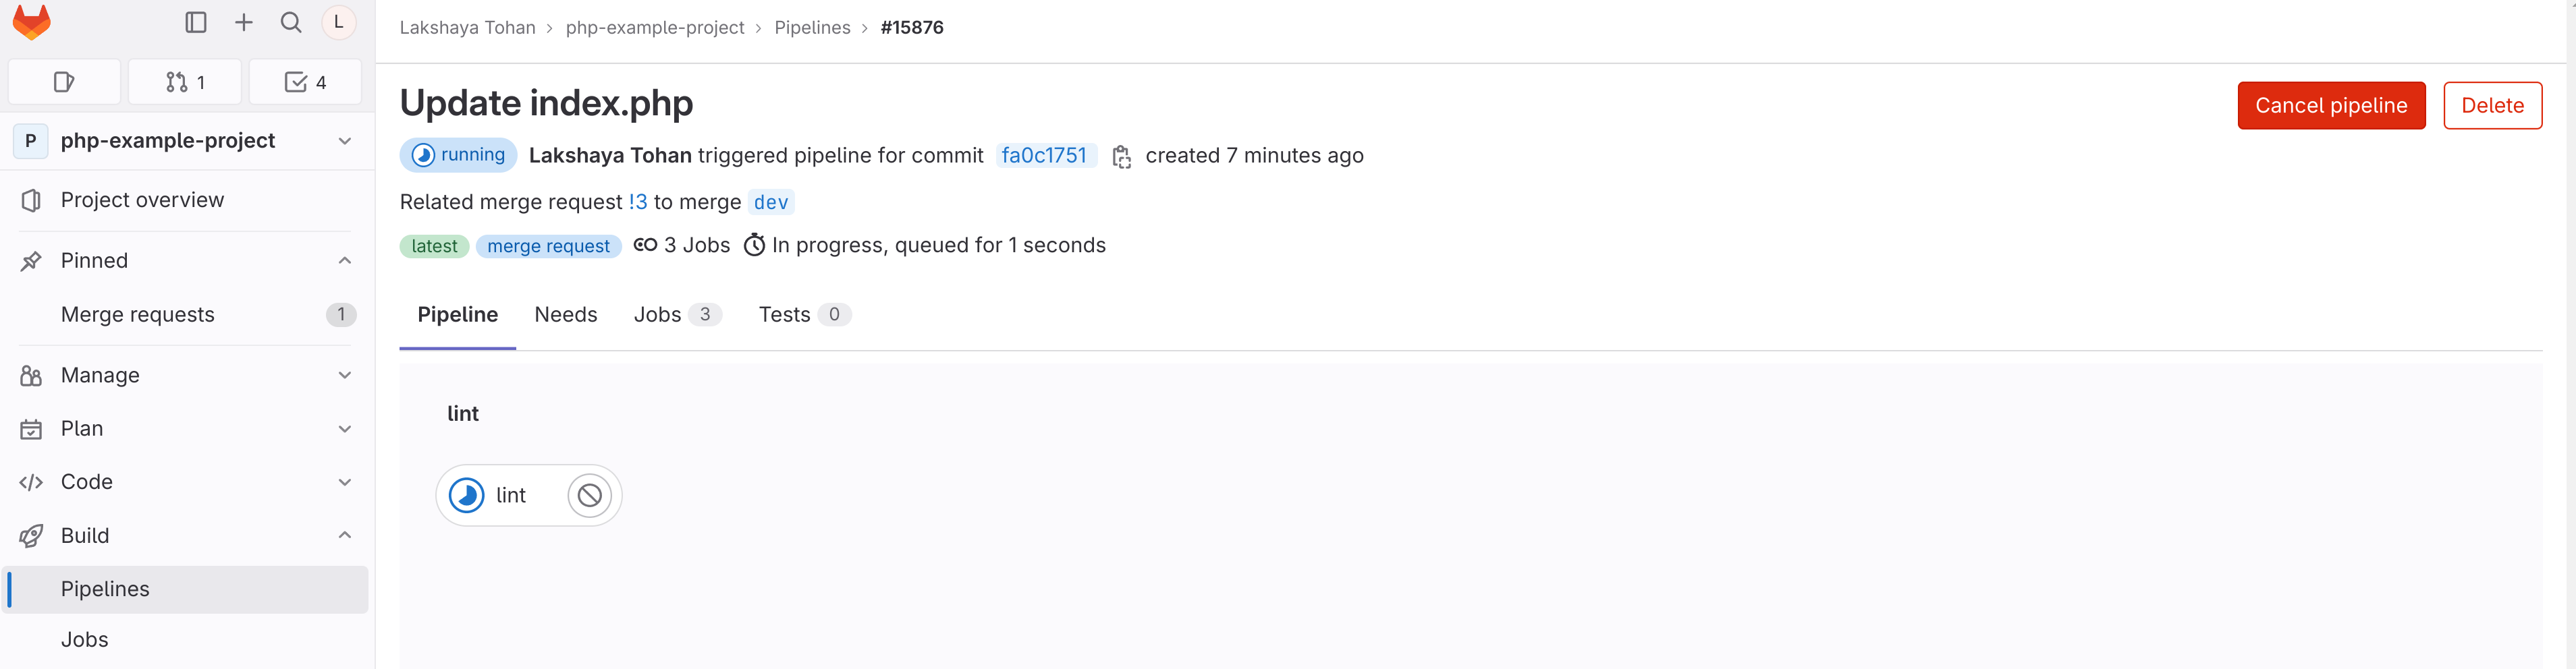 L
1
4
P php-example-project
Project overview
Pinned
Merge requests 1
Manage
Plan
Code
Build
Pipelines
Jobs
Lakshaya Tohan › php-example-project › Pipelines › #15876
Update index.php
Cancel pipeline Delete
running Lakshaya Tohan triggered pipeline for commit fa0c1751 created 7 minutes ago
Related merge request !3 to merge dev
latest merge request 3 Jobs In progress, queued for 1 seconds
Pipeline Needs Jobs 3 Tests 0
lint
lint